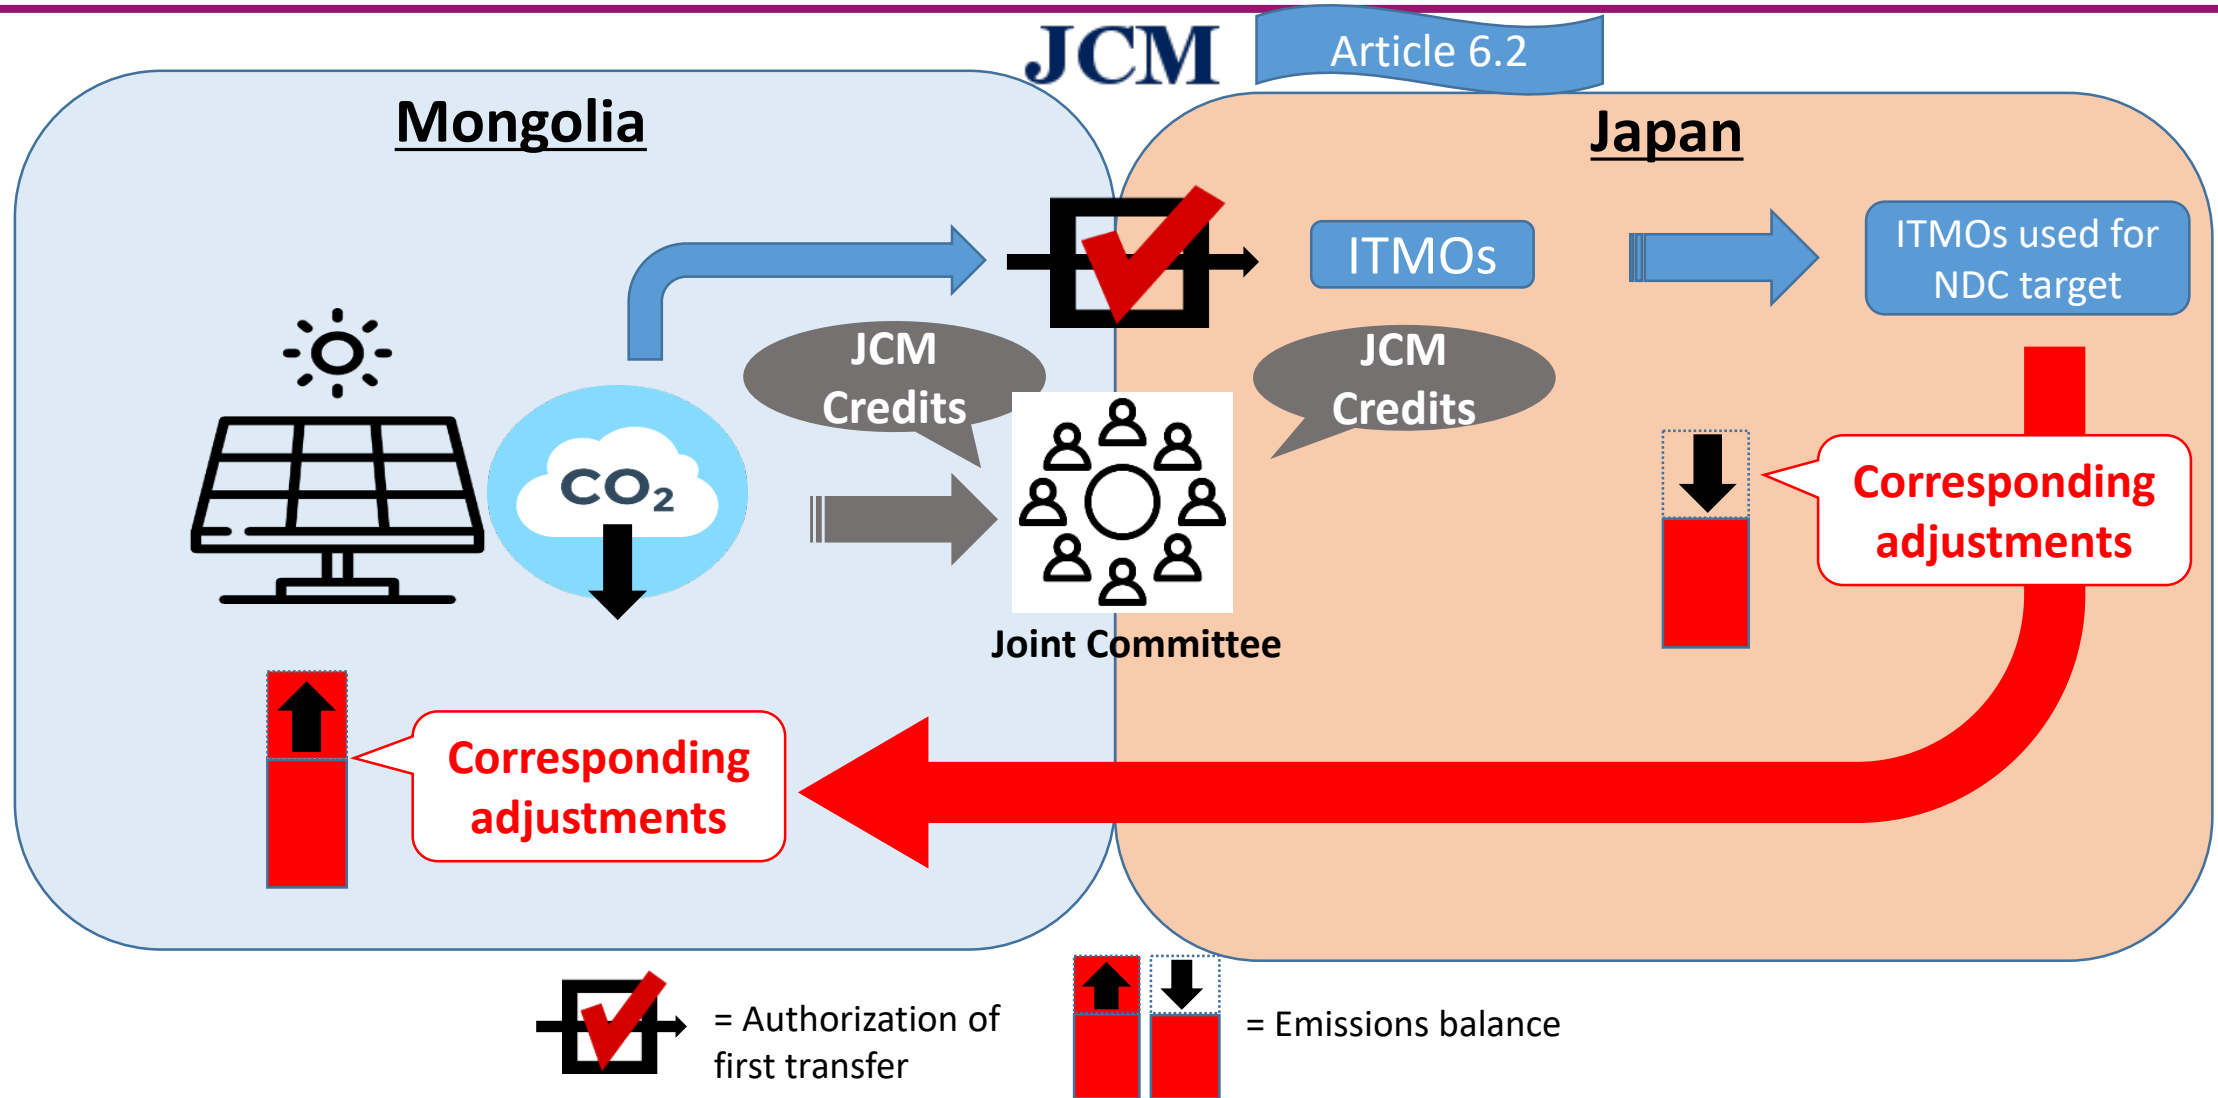 JCM
Article 6.2
Mongolia
Japan
ITMOs
ITMOs used for
NDC target
JCM
Credits
JCM
Credits
CO₂
Joint Committee
Corresponding
adjustments
Corresponding
adjustments
= Authorization of
first transfer
= Emissions balance